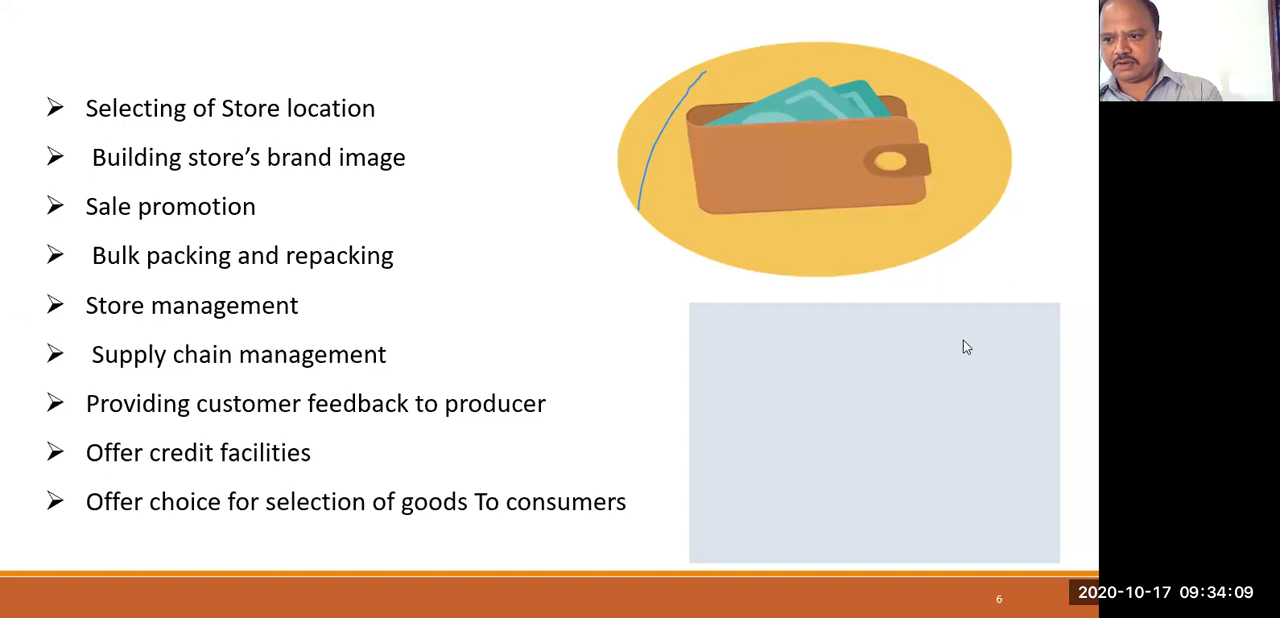 Selecting of Store location
Building store's brand image
Sale promotion
Bulk packing and repacking
Store management
Supply chain management
Providing customer feedback to producer
Offer credit facilities
Offer choice for selection of goods To consumers
6
2020-10-17 09:34:09